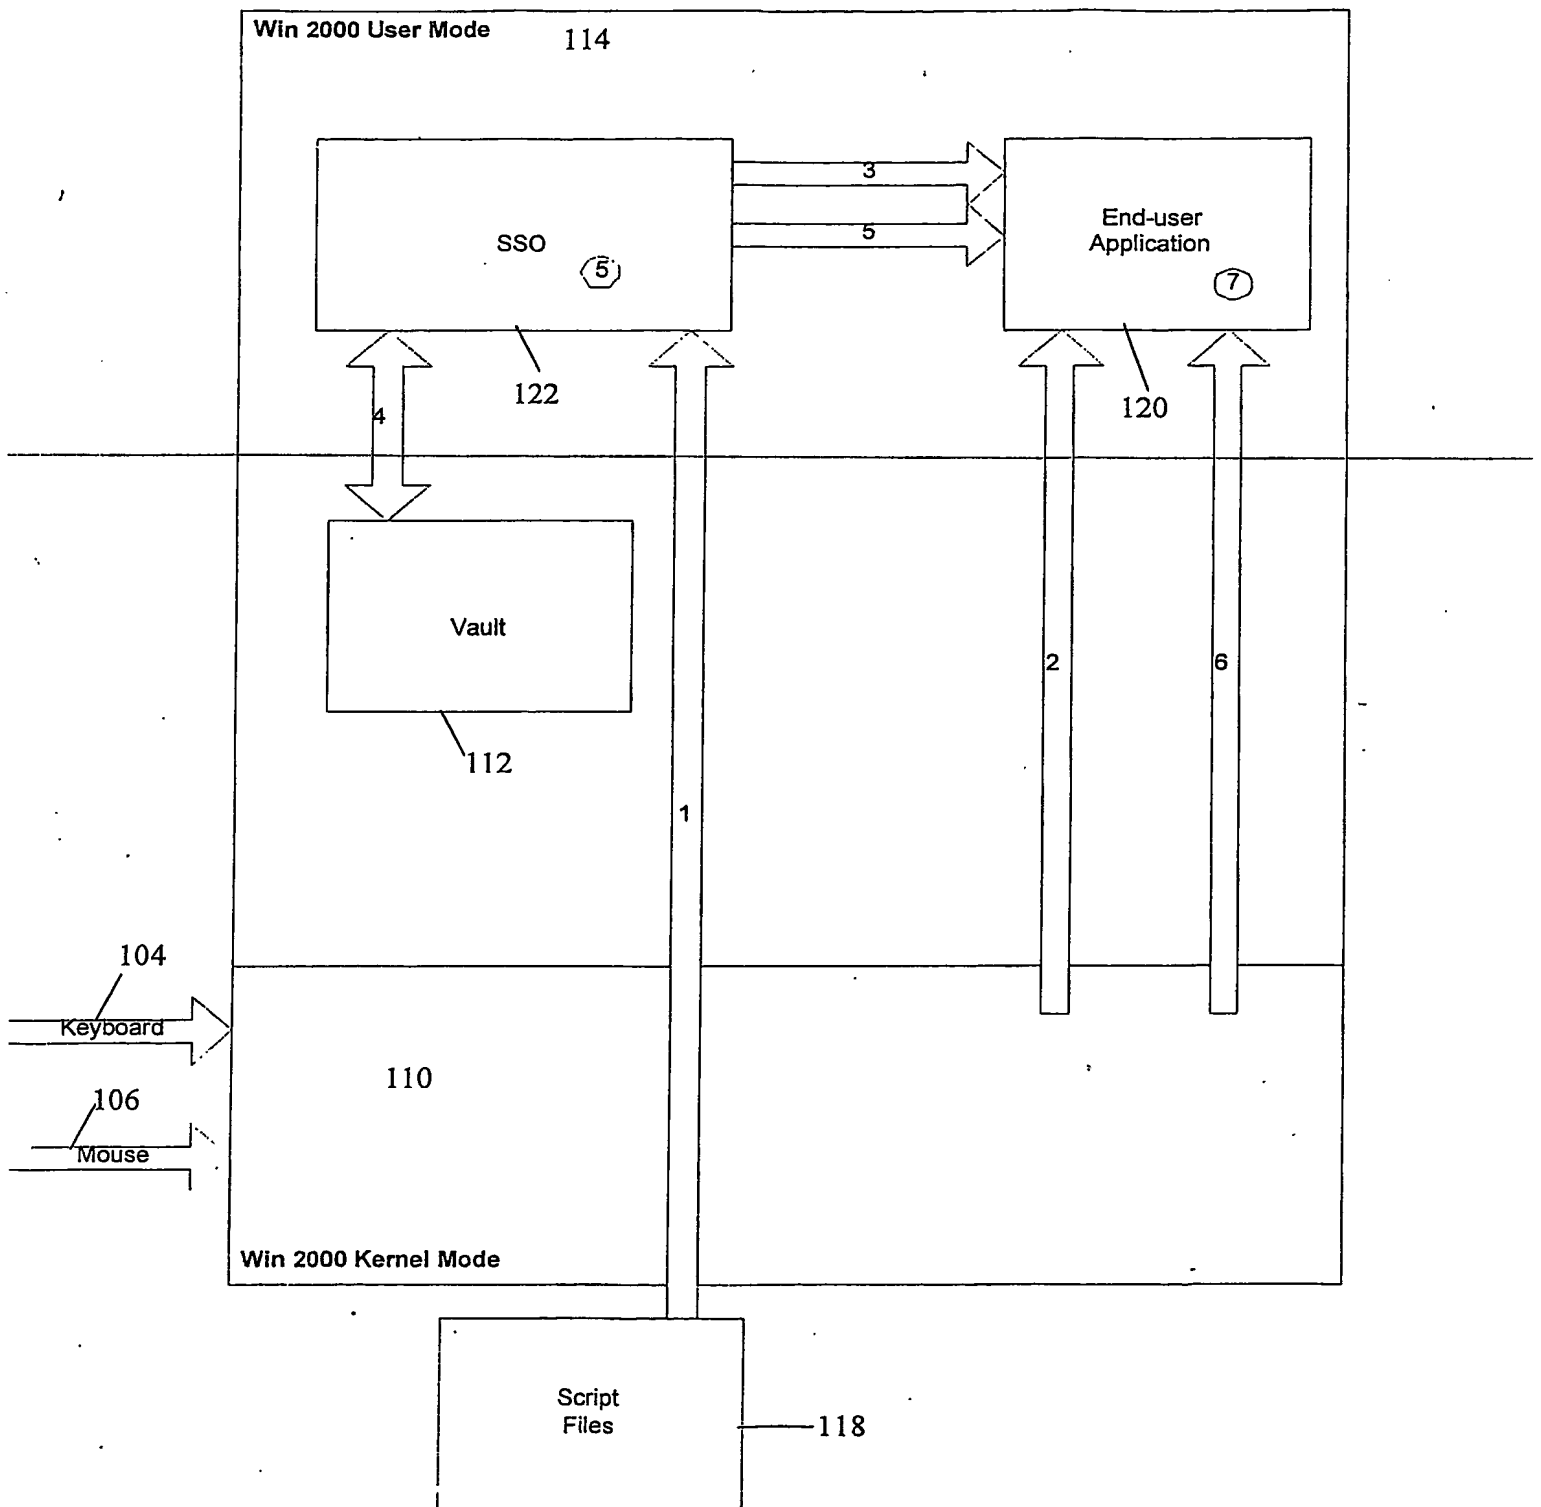 Win 2000 User Mode
114
3
End-user
Application
SSO
5
5
7
122
120
4
Vault
2
6
112
1
104
Keyboard
110
106
Mouse
Win 2000 Kernel Mode
Script
Files
118